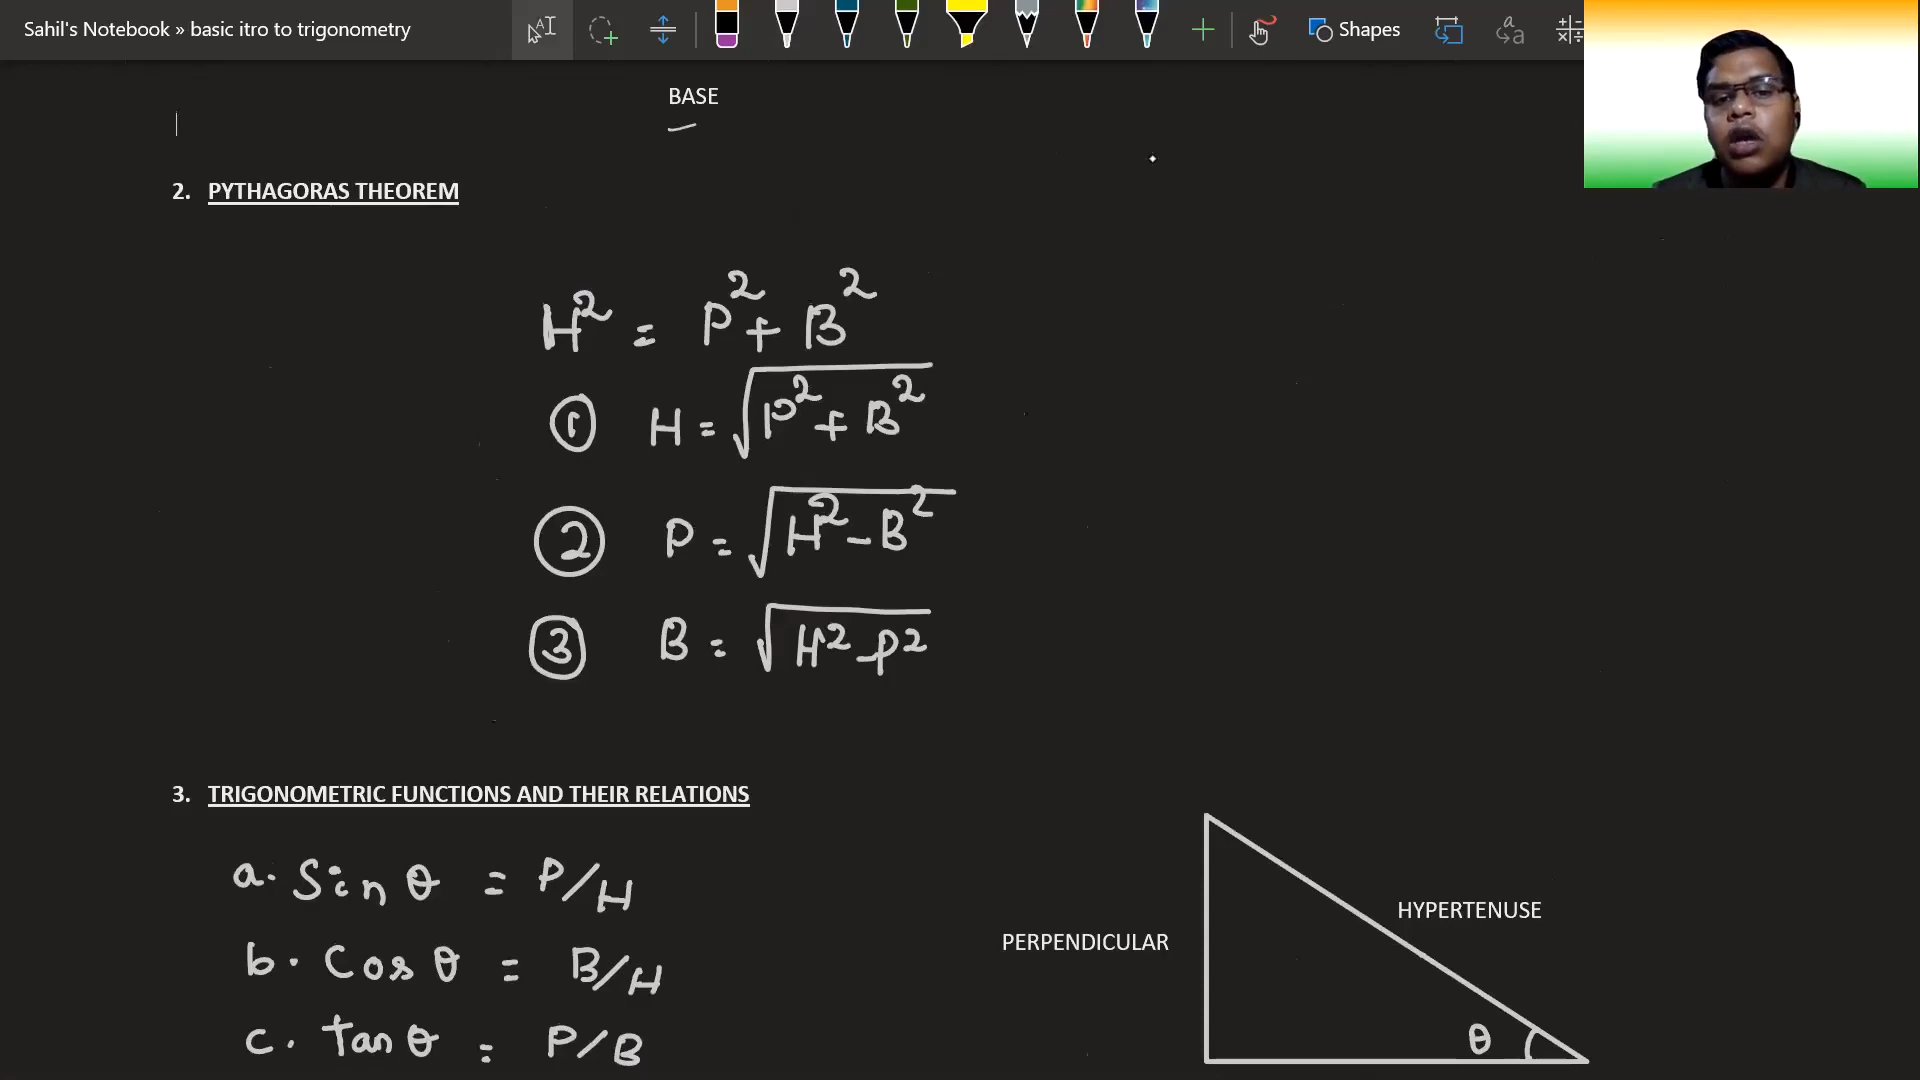 Sahil's Notebook » basic itro to trigonometry
Shapes
BASE
2. PYTHAGORAS THEOREM
H² = P² + B²
① H = √(P² + B²)
② P = √(H² - B²)
③ B = √(H² - P²)
3. TRIGONOMETRIC FUNCTIONS AND THEIR RELATIONS
a. Sin θ = P/H
HYPERTENUSE
PERPENDICULAR
b. Cos θ = B/H
c. tan θ = P/B
θ